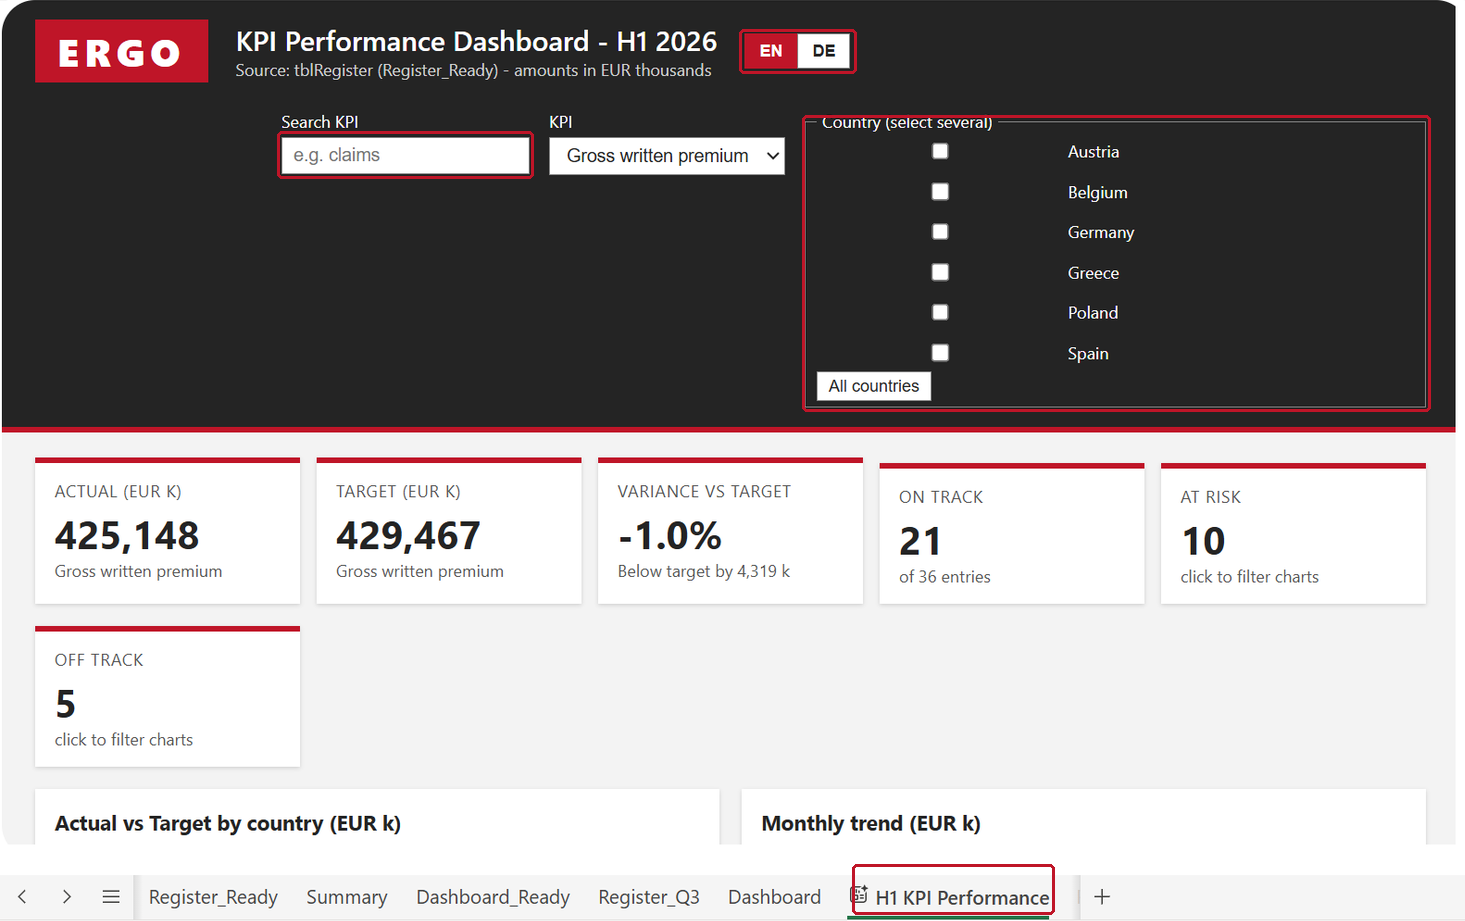 ERGO
KPI Performance Dashboard - H1 2026
Source: tblRegister (Register_Ready) - amounts in EUR thousands
EN DE
Search KPI
e.g. claims
KPI
Gross written premium
Country (select several)
Austria
Belgium
Germany
Greece
Poland
Spain
All countries
ACTUAL (EUR K)
425,148
Gross written premium
TARGET (EUR K)
429,467
Gross written premium
VARIANCE VS TARGET
-1.0%
Below target by 4,319 k
ON TRACK
21
of 36 entries
AT RISK
10
click to filter charts
OFF TRACK
5
click to filter charts
Actual vs Target by country (EUR k)
Monthly trend (EUR k)
Register_Ready Summary Dashboard_Ready Register_Q3 Dashboard H1 KPI Performance